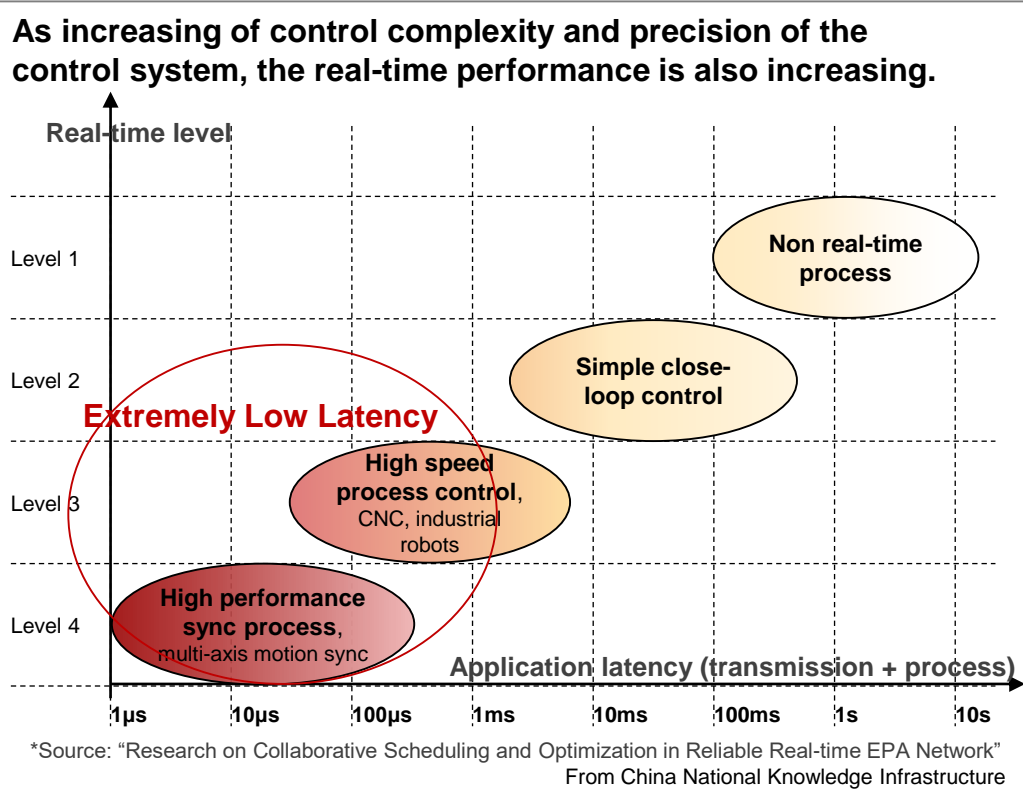 As increasing of control complexity and precision of the
control system, the real-time performance is also increasing.
Real-time level
Level 1
Non real-time
process
Level 2
Simple close-
loop control
Extremely Low Latency
Level 3
High speed
process control,
CNC, industrial
robots
Level 4
High performance
sync process,
multi-axis motion sync
Application latency (transmission + process)
1μs 10μs 100μs 1ms 10ms 100ms 1s 10s
*Source: “Research on Collaborative Scheduling and Optimization in Reliable Real-time EPA Network”
From China National Knowledge Infrastructure